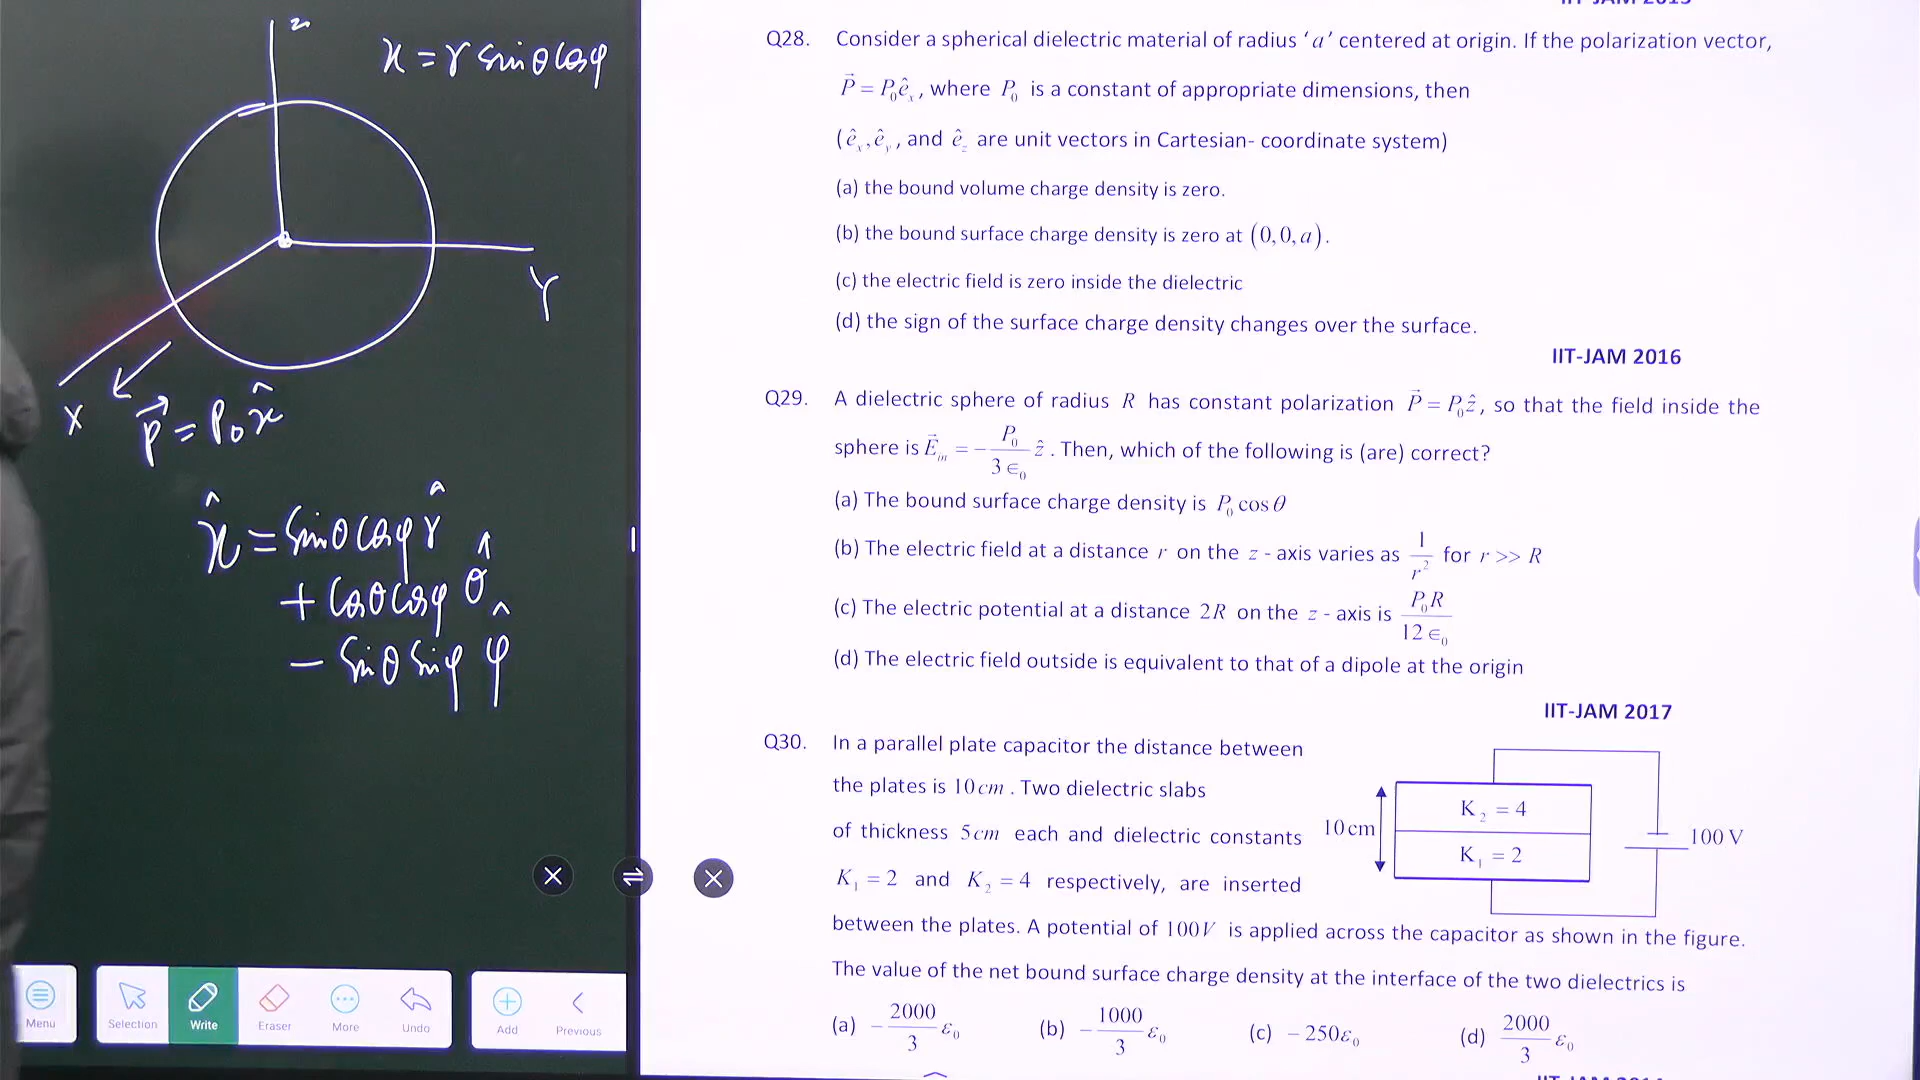 z
x = r sinθ cosφ
Y
X
P⃗ = P₀ x̂
x̂ = sinθ cosφ r̂
+ cosθ cosφ θ̂
− sinθ sinφ φ̂
Menu
Selection
Write
Eraser
More
Undo
Add
Previous
Q28. Consider a spherical dielectric material of radius ‘a’ centered at origin. If the polarization vector,
P⃗ = P₀êₓ, where P₀ is a constant of appropriate dimensions, then
(êₓ, ê_y, and ê_z are unit vectors in Cartesian- coordinate system)
(a) the bound volume charge density is zero.
(b) the bound surface charge density is zero at (0,0,a).
(c) the electric field is zero inside the dielectric
(d) the sign of the surface charge density changes over the surface.
IIT-JAM 2016
Q29. A dielectric sphere of radius R has constant polarization P⃗ = P₀ẑ, so that the field inside the
sphere is E⃗_in = − P₀/3∈₀ ẑ. Then, which of the following is (are) correct?
(a) The bound surface charge density is P₀ cos θ
(b) The electric field at a distance r on the z - axis varies as 1/r² for r >> R
(c) The electric potential at a distance 2R on the z - axis is P₀R/12∈₀
(d) The electric field outside is equivalent to that of a dipole at the origin
IIT-JAM 2017
Q30. In a parallel plate capacitor the distance between
the plates is 10cm. Two dielectric slabs
of thickness 5cm each and dielectric constants
K₁ = 2 and K₂ = 4 respectively, are inserted
between the plates. A potential of 100V is applied across the capacitor as shown in the figure.
The value of the net bound surface charge density at the interface of the two dielectrics is
10cm
K₂ = 4
K₁ = 2
100 V
(a) − 2000/3 ε₀ (b) − 1000/3 ε₀ (c) − 250ε₀ (d) 2000/3 ε₀